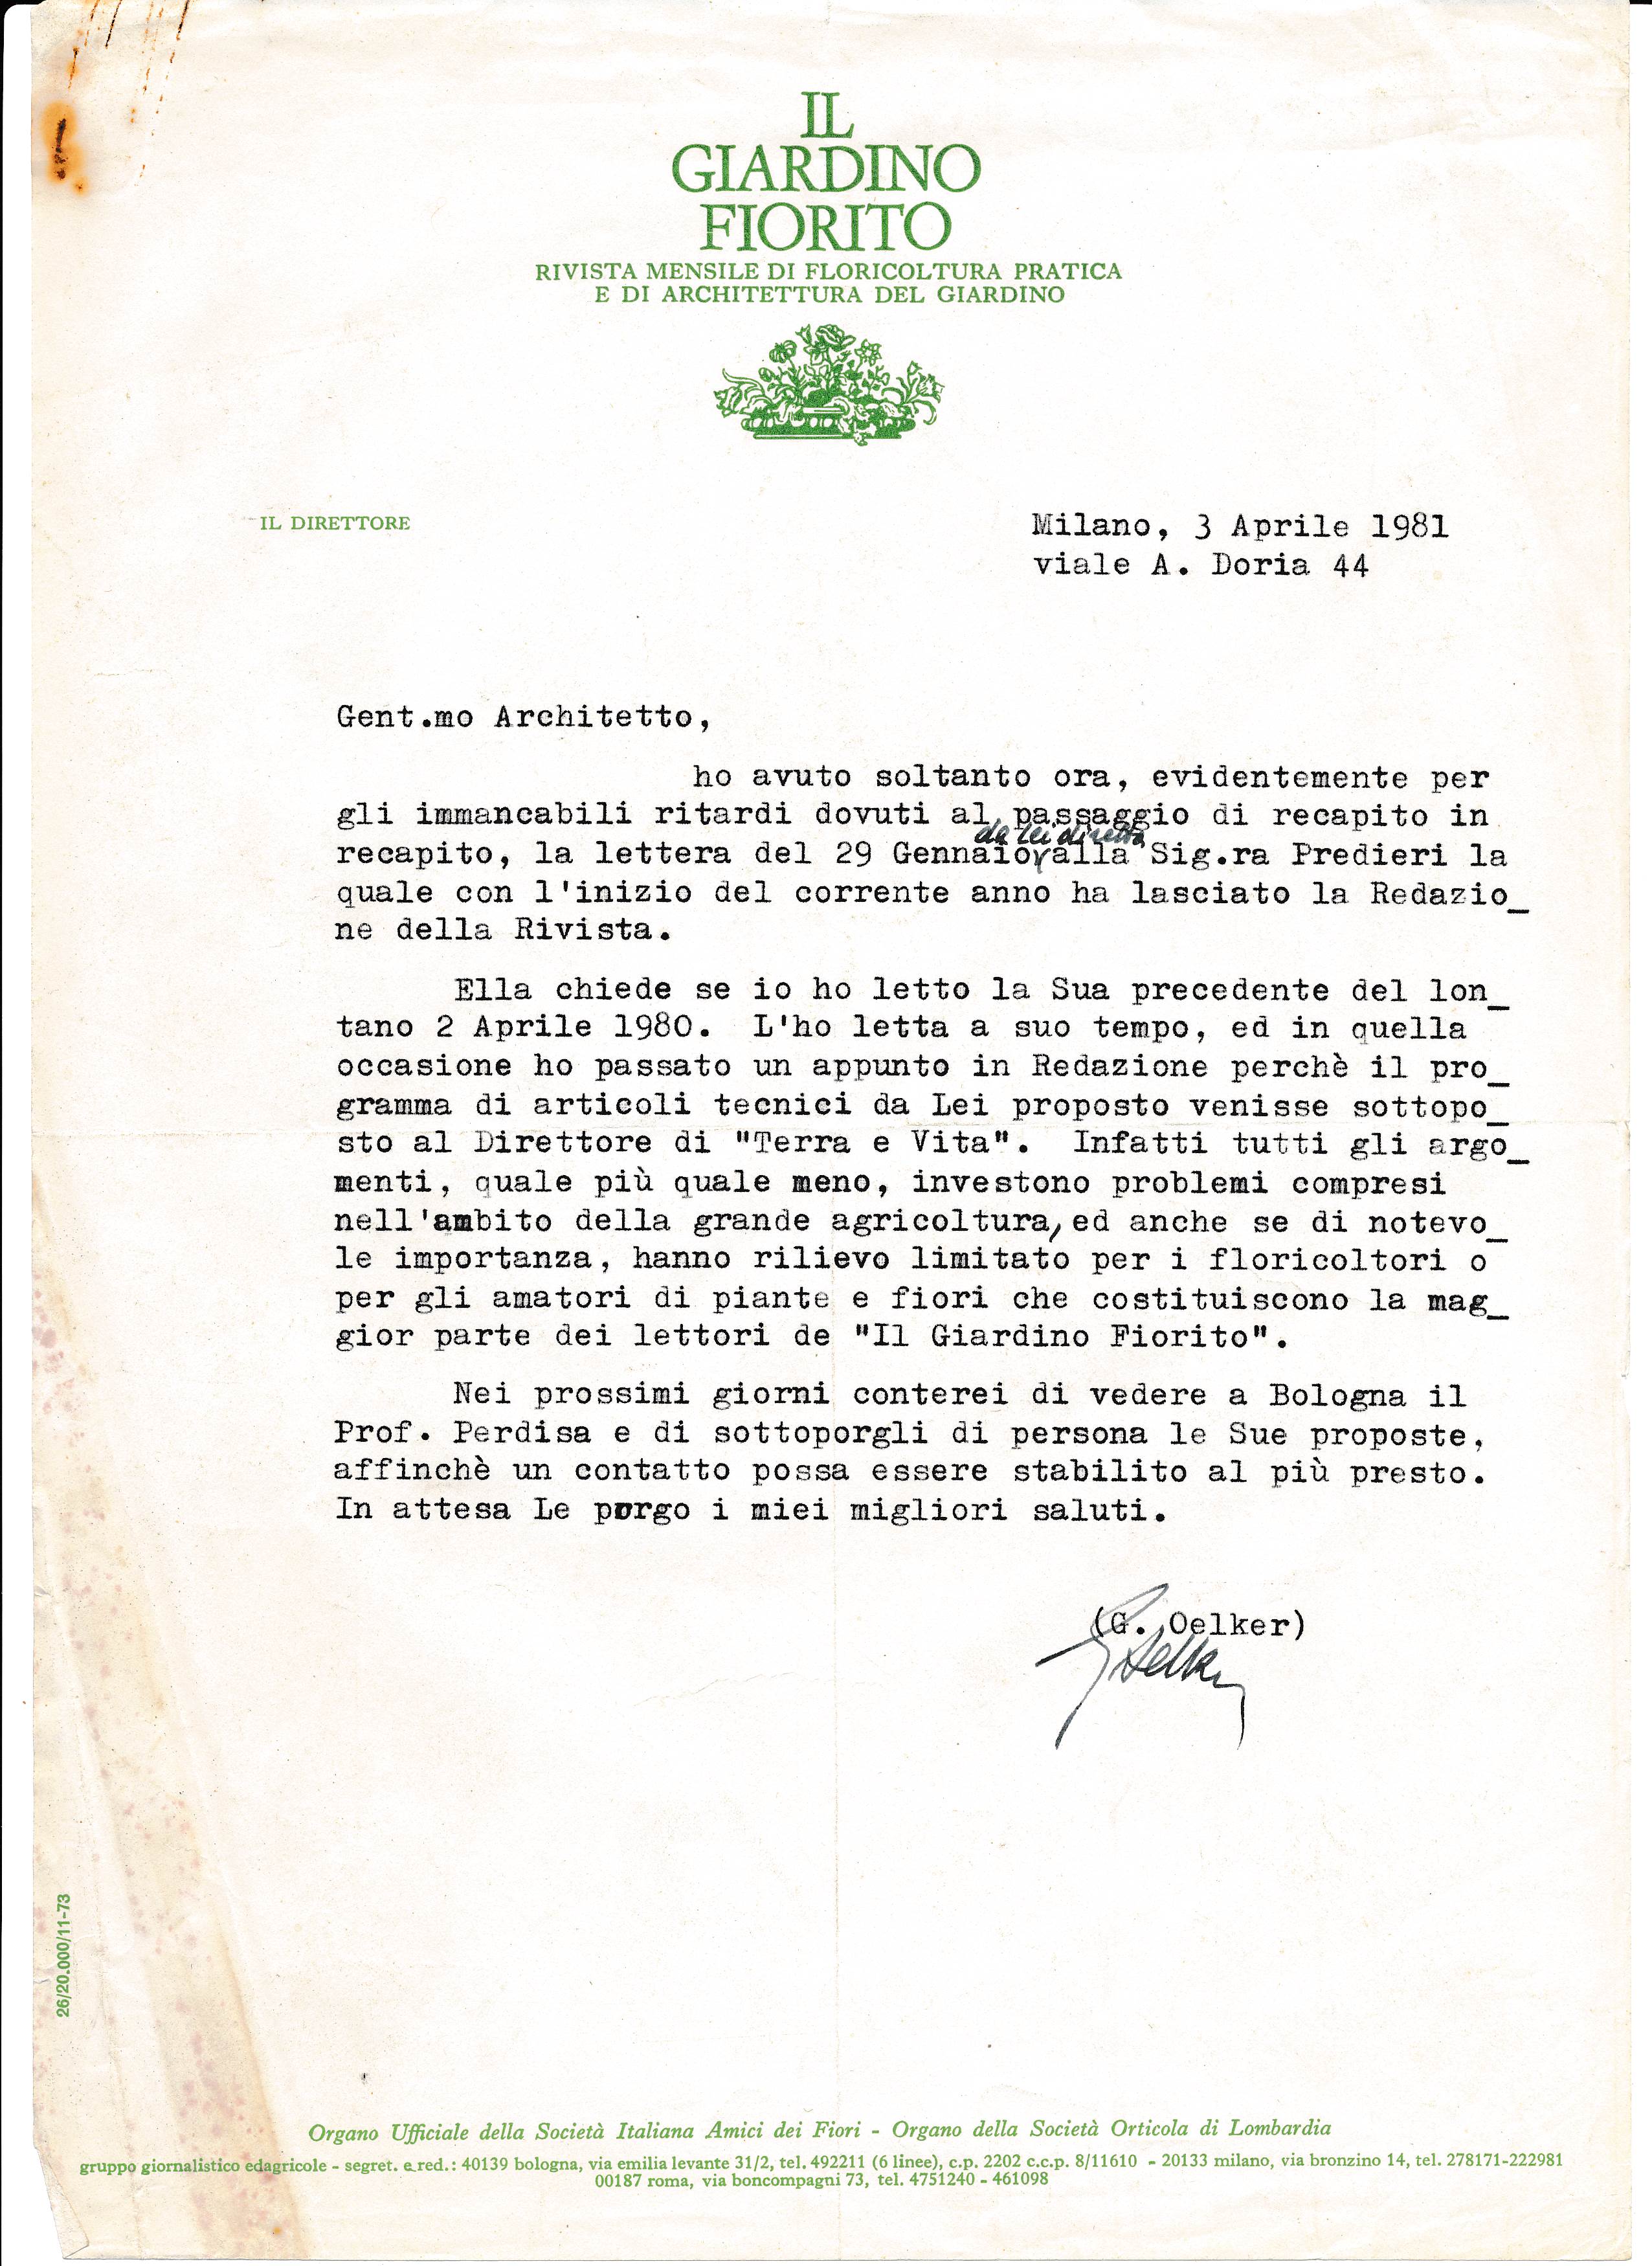 IL
GIARDINO
FIORITO
RIVISTA MENSILE DI FLORICOLTURA PRATICA
E DI ARCHITETTURA DEL GIARDINO
IL DIRETTORE
Milano, 3 Aprile 1981
viale A. Doria 44
Gent.mo Architetto,
ho avuto soltanto ora, evidentemente per
gli immancabili ritardi dovuti al passaggio di recapito in
da Lei diretta
recapito, la lettera del 29 Gennaio alla Sig.ra Predieri la
quale con l'inizio del corrente anno ha lasciato la Redazio_
ne della Rivista.
Ella chiede se io ho letto la Sua precedente del lon_
tano 2 Aprile 1980. L'ho letta a suo tempo, ed in quella
occasione ho passato un appunto in Redazione perchè il pro_
gramma di articoli tecnici da Lei proposto venisse sottopo_
sto al Direttore di "Terra e Vita". Infatti tutti gli argo_
menti, quale più quale meno, investono problemi compresi
nell'ambito della grande agricoltura, ed anche se di notevo_
le importanza, hanno rilievo limitato per i floricoltori o
per gli amatori di piante e fiori che costituiscono la mag_
gior parte dei lettori de "Il Giardino Fiorito".
Nei prossimi giorni conterei di vedere a Bologna il
Prof. Perdisa e di sottoporgli di persona le Sue proposte,
affinchè un contatto possa essere stabilito al più presto.
In attesa Le porgo i miei migliori saluti.
(G. Oelker)
G Oelker
26/20.000/11-73
Organo Ufficiale della Società Italiana Amici dei Fiori - Organo della Società Orticola di Lombardia
gruppo giornalistico edagricole - segret. e red.: 40139 bologna, via emilia levante 31/2, tel. 492211 (6 linee), c.p. 2202 c.c.p. 8/11610 - 20133 milano, via bronzino 14, tel. 278171-222981
00187 roma, via boncompagni 73, tel. 4751240 - 461098